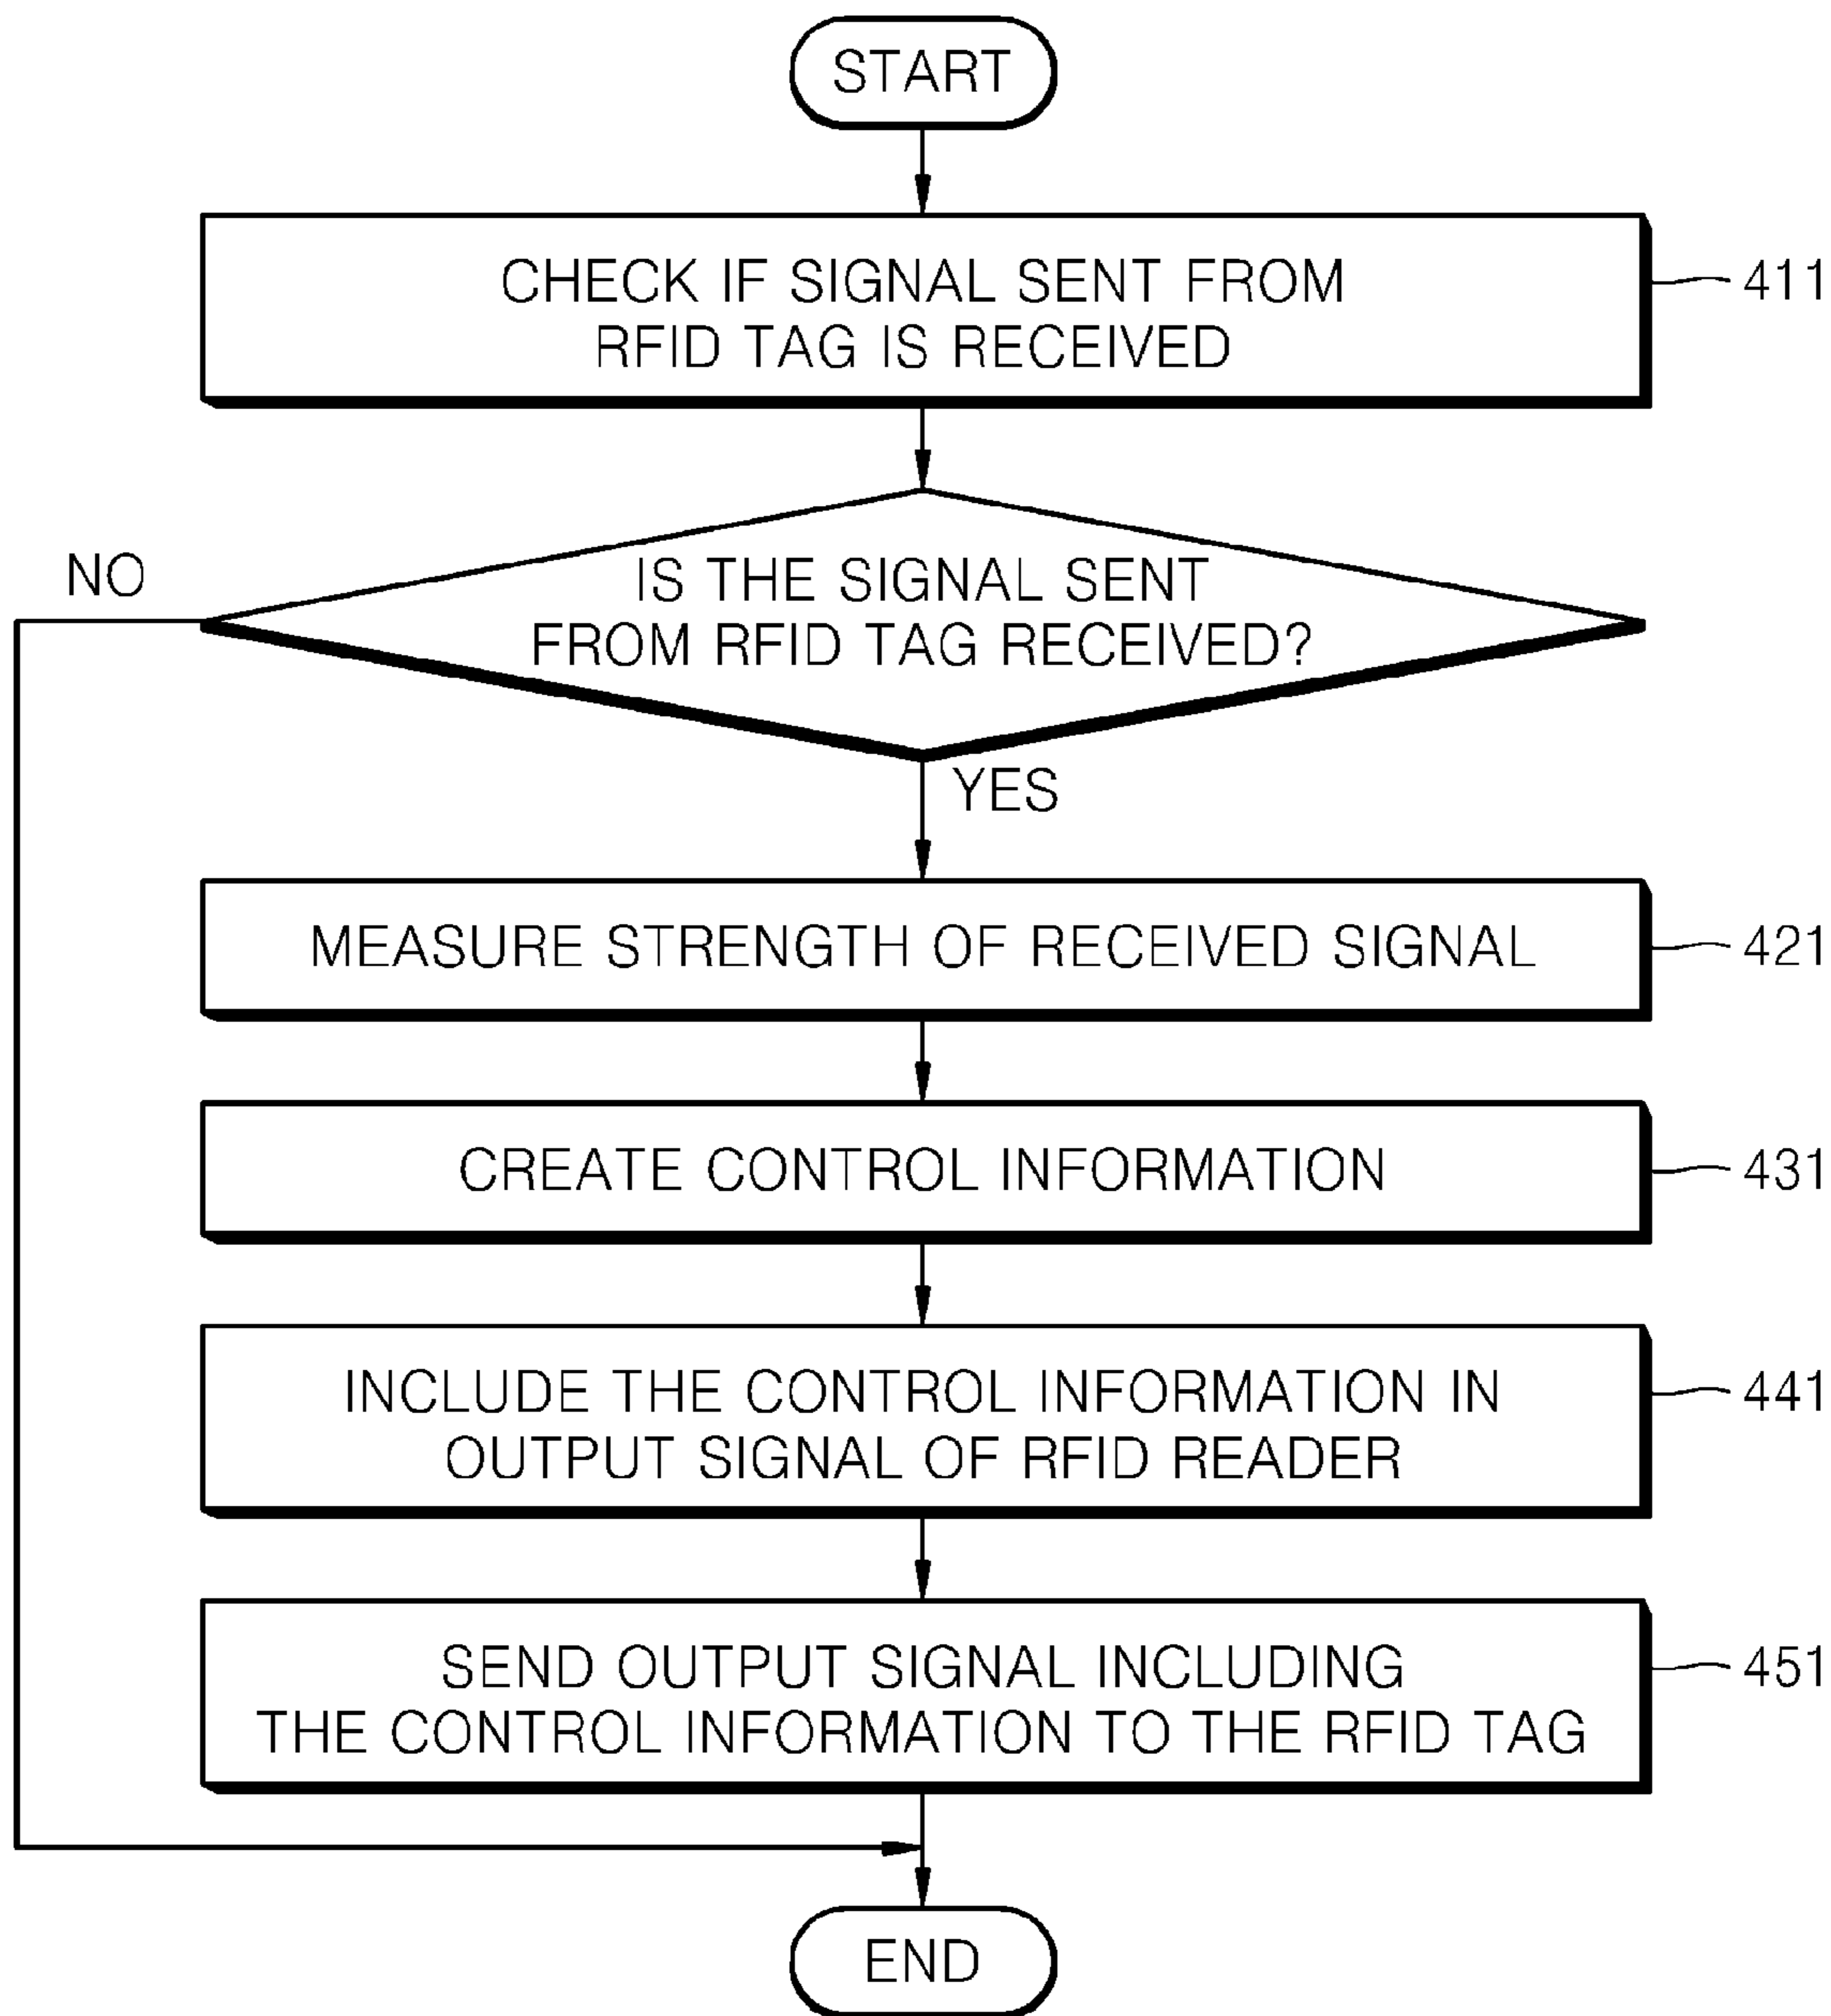 START
CHECK IF SIGNAL SENT FROM
RFID TAG IS RECEIVED
411
NO
IS THE SIGNAL SENT
FROM RFID TAG RECEIVED?
YES
MEASURE STRENGTH OF RECEIVED SIGNAL
421
CREATE CONTROL INFORMATION
431
INCLUDE THE CONTROL INFORMATION IN
OUTPUT SIGNAL OF RFID READER
441
SEND OUTPUT SIGNAL INCLUDING
THE CONTROL INFORMATION TO THE RFID TAG
451
END